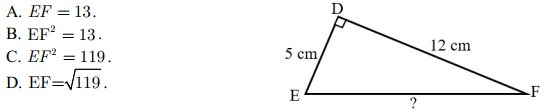 A. EF = 13.
B. EF² = 13.
C. EF² = 119.
D. EF=√119.
D
5 cm
12 cm
E
?
F